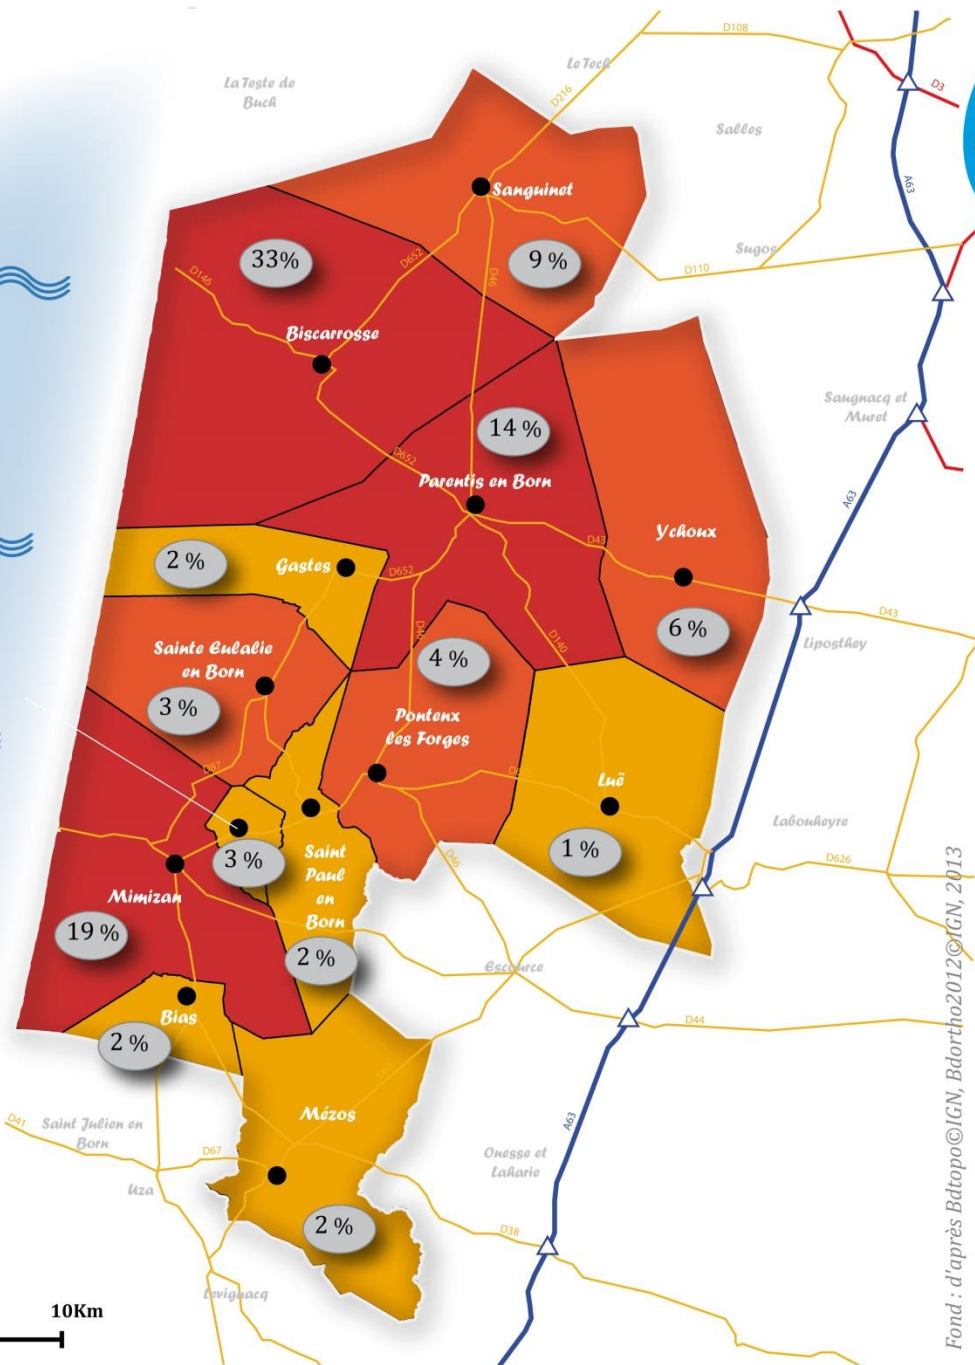 D108
La Teste de
Buch
Le Tech
D216
D3
Salles
A63
Sanguinet
Sugos
33%
D652
9 %
D110
D146
D46
Biscarrosse
Saugnacq et
Muret
14 %
D652
Parentis en Born
A63
Ychoux
D43
2 %
Gastes
D652
D43
6 %
D46
D140
Liposthey
Sainte Eulalie
en Born
4 %
3 %
Pontenx
les Forges
D87
Luë
Labouheyre
1 %
3 %
Saint
Paul
en
Born
D46
D626
Mimizan
19 %
2 %
Escource
Bias
D44
2 %
Mézos
A63
D41
Saint Julien en
Born
D67
Onesse et
Laharie
Uza
2 %
D38
Levignacq
10Km
Fond : d'après Bdtopo©IGN, Bdortho2012©IGN, 2013